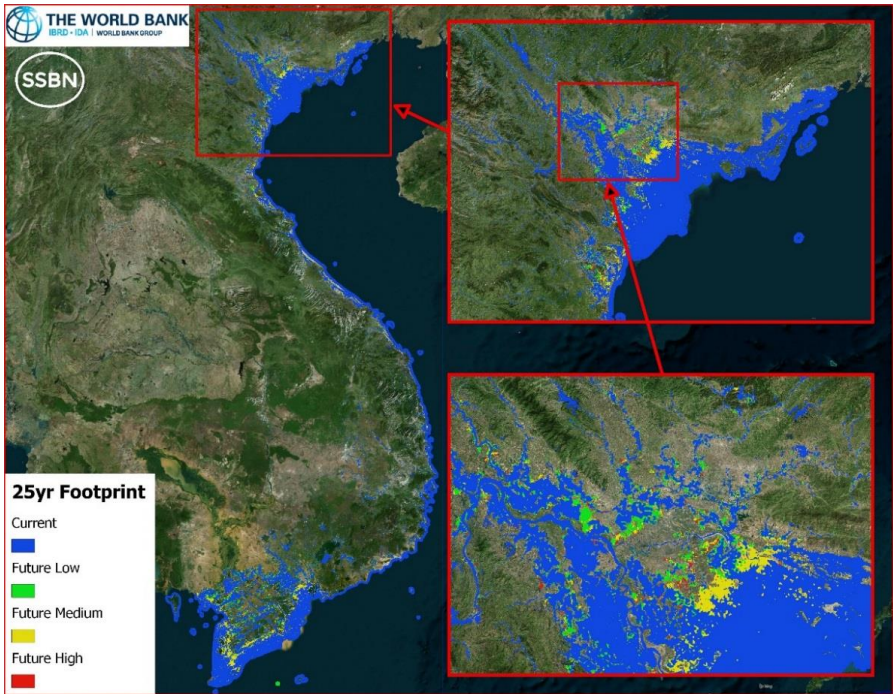 THE WORLD BANK
IBRD • IDA | WORLD BANK GROUP
SSBN
25yr Footprint
Current
Future Low
Future Medium
Future High